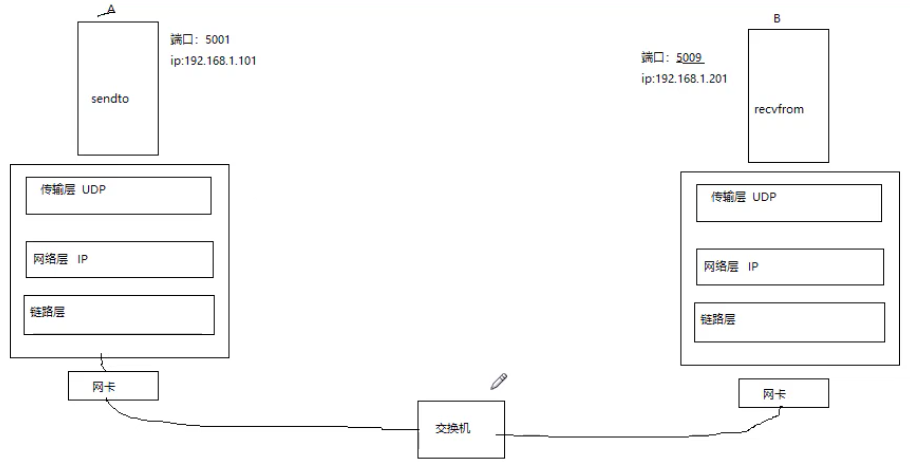 A
端口：5001
ip:192.168.1.101
sendto
传输层 UDP
网络层 IP
链路层
网卡
交换机
B
端口：5009
ip:192.168.1.201
recvfrom
传输层 UDP
网络层 IP
链路层
网卡